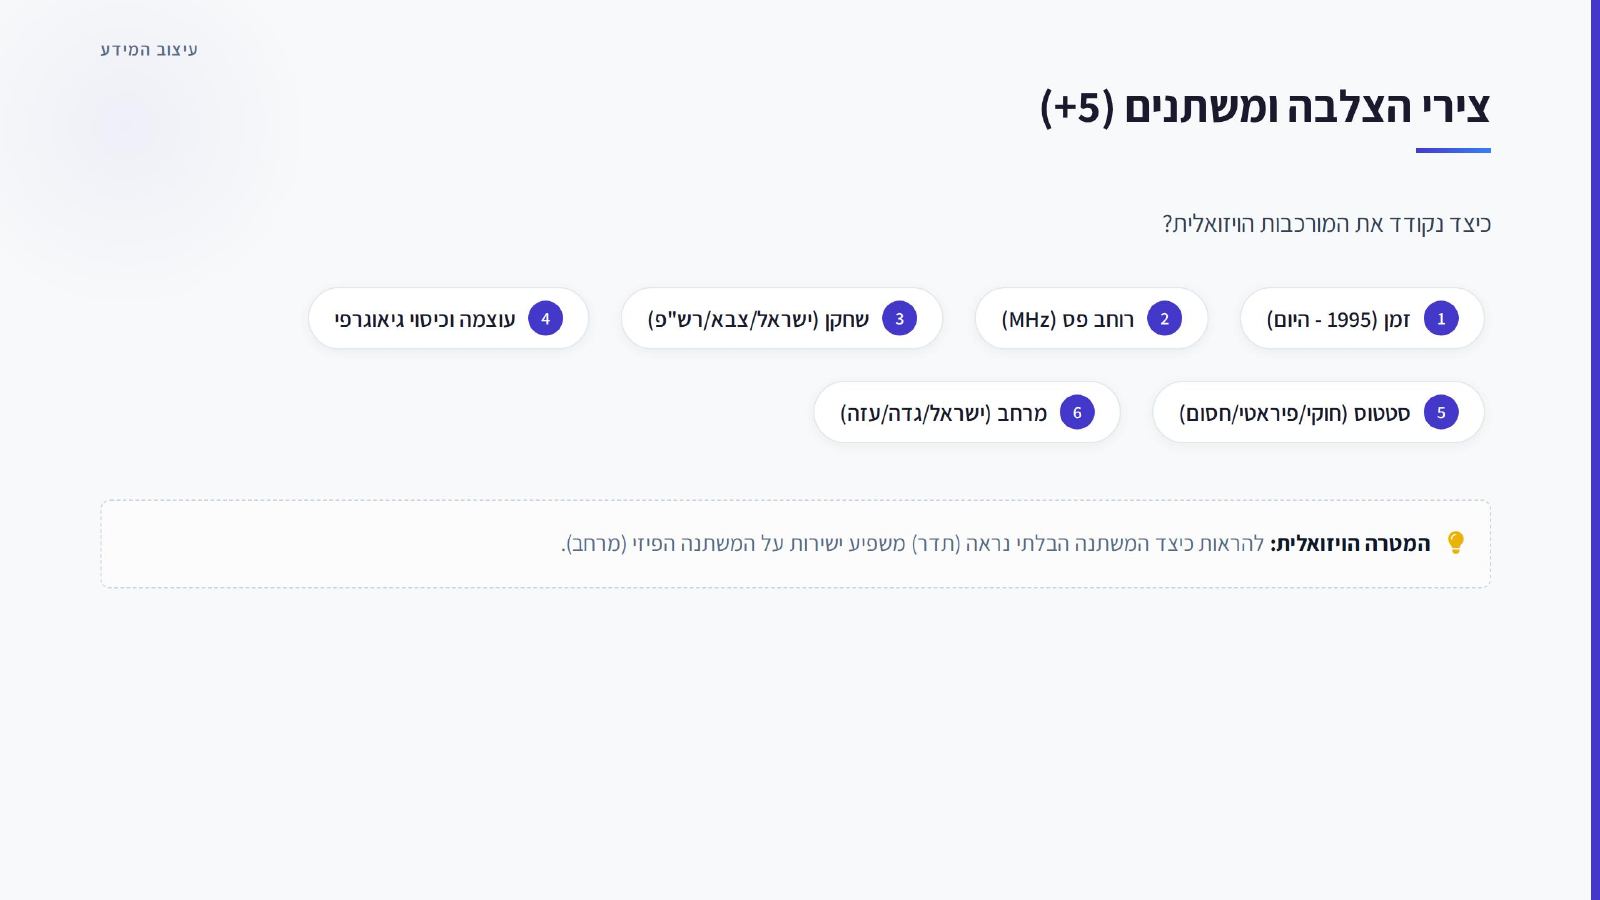 עיצוב המידע
צירי הצלבה ומשתנים (5+)
כיצד נקודד את המורכבות הויזואלית?
1 זמן (1995 - היום)
2 רוחב פס (MHz)
3 שחקן (ישראל/צבא/רש"פ)
4 עוצמה וכיסוי גיאוגרפי
5 סטטוס (חוקי/פיראטי/חסום)
6 מרחב (ישראל/גדה/עזה)
המטרה הויזואלית: להראות כיצד המשתנה הבלתי נראה (תדר) משפיע ישירות על המשתנה הפיזי (מרחב).